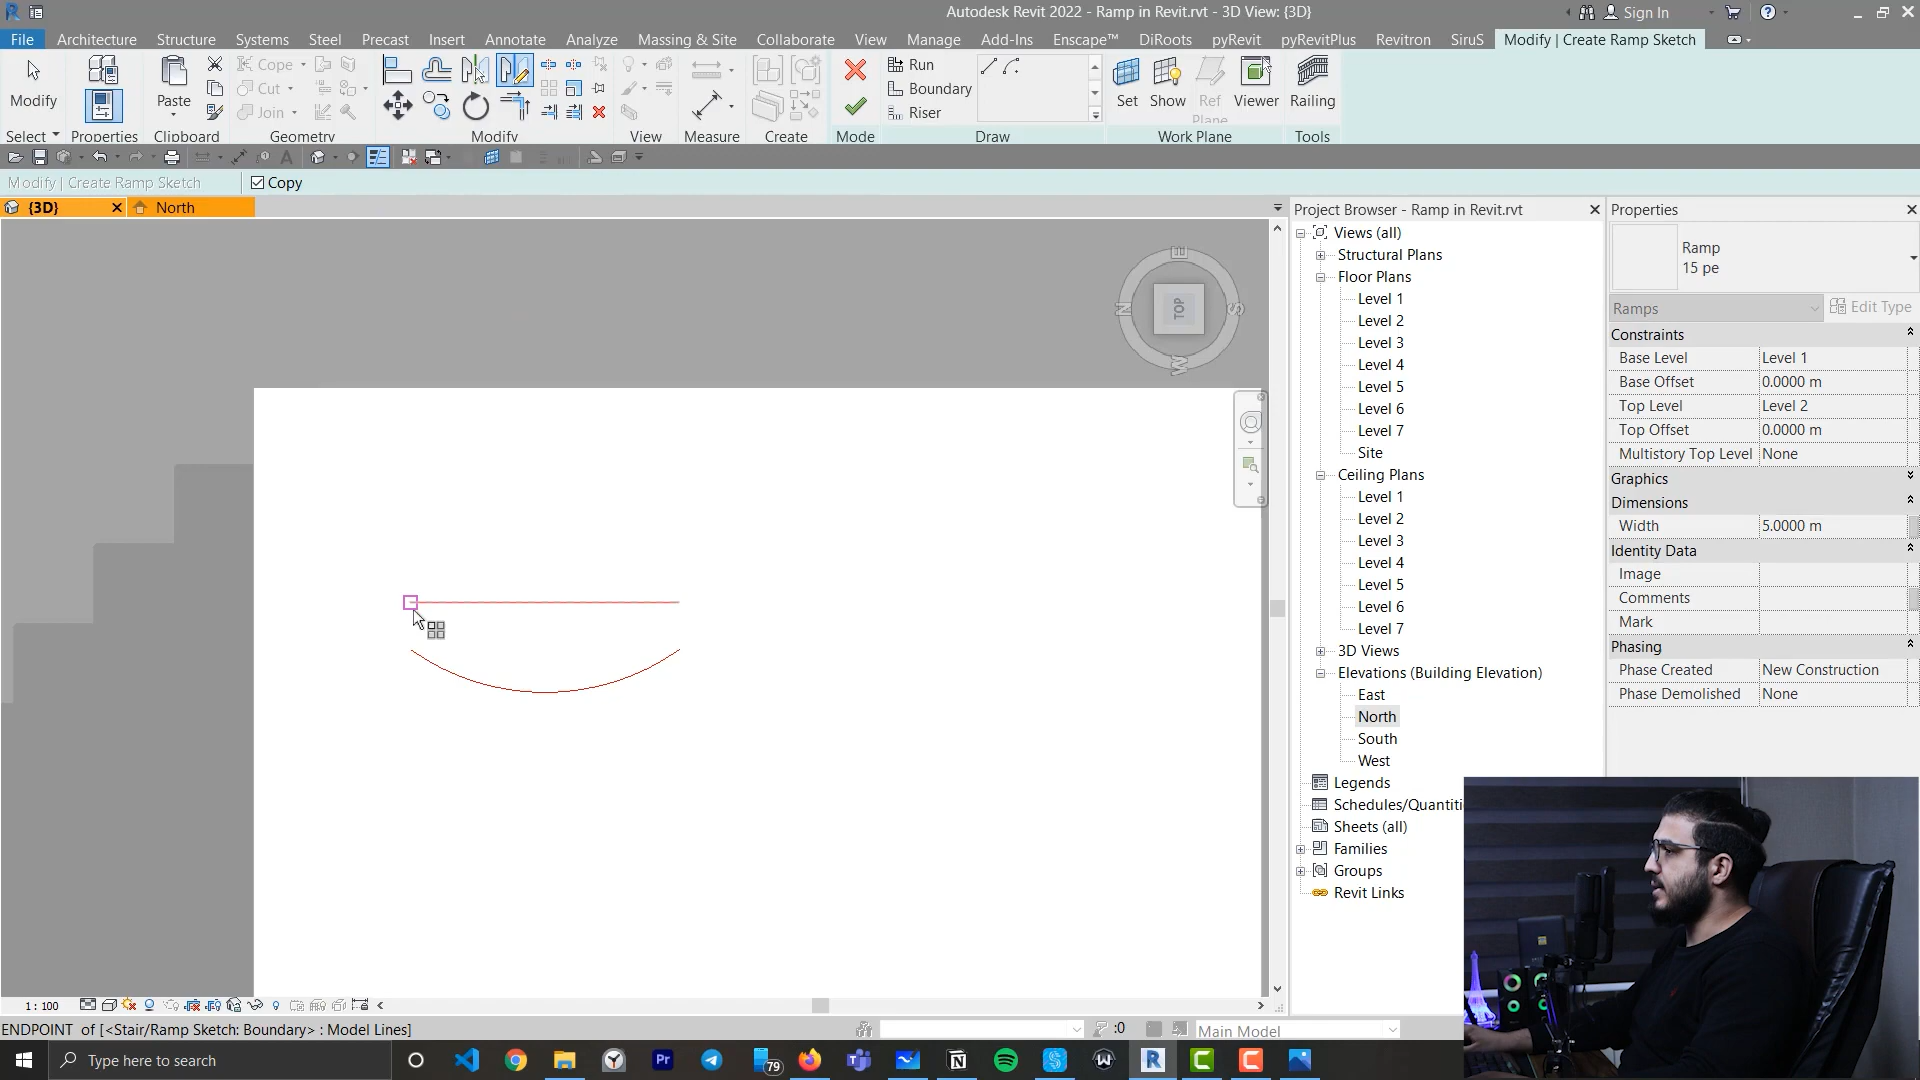 Autodesk Revit 2022 - Ramp in Revit.rvt - 3D View: {3D}
Sign In
File Architecture Structure Systems Steel Precast Insert Annotate Analyze Massing & Site Collaborate View Manage Add-Ins Enscape™ DiRoots pyRevit pyRevitPlus Revitron SiruS Modify | Create Ramp Sketch
Modify
Paste
Cope
Cut
Join
Run
Boundary
Riser
Set
Show
Ref
Plane
Viewer
Railing
Select Properties Clipboard Geometry Modify View Measure Create Mode Draw Work Plane Tools
Modify | Create Ramp Sketch
Copy
{3D}
North
TOP
E
N
S
W
1 : 100
Project Browser - Ramp in Revit.rvt
Views (all)
Structural Plans
Floor Plans
Level 1
Level 2
Level 3
Level 4
Level 5
Level 6
Level 7
Site
Ceiling Plans
Level 1
Level 2
Level 3
Level 4
Level 5
Level 6
Level 7
3D Views
Elevations (Building Elevation)
East
North
South
West
Legends
Schedules/Quantiti
Sheets (all)
Families
Groups
Revit Links
Properties
Ramp
15 pe
Ramps
Edit Type
Constraints
Base Level Level 1
Base Offset 0.0000 m
Top Level Level 2
Top Offset 0.0000 m
Multistory Top Level None
Graphics
Dimensions
Width 5.0000 m
Identity Data
Image
Comments
Mark
Phasing
Phase Created New Construction
Phase Demolished None
ENDPOINT of [<Stair/Ramp Sketch: Boundary> : Model Lines]
:0
Main Model
Type here to search
Pr
79